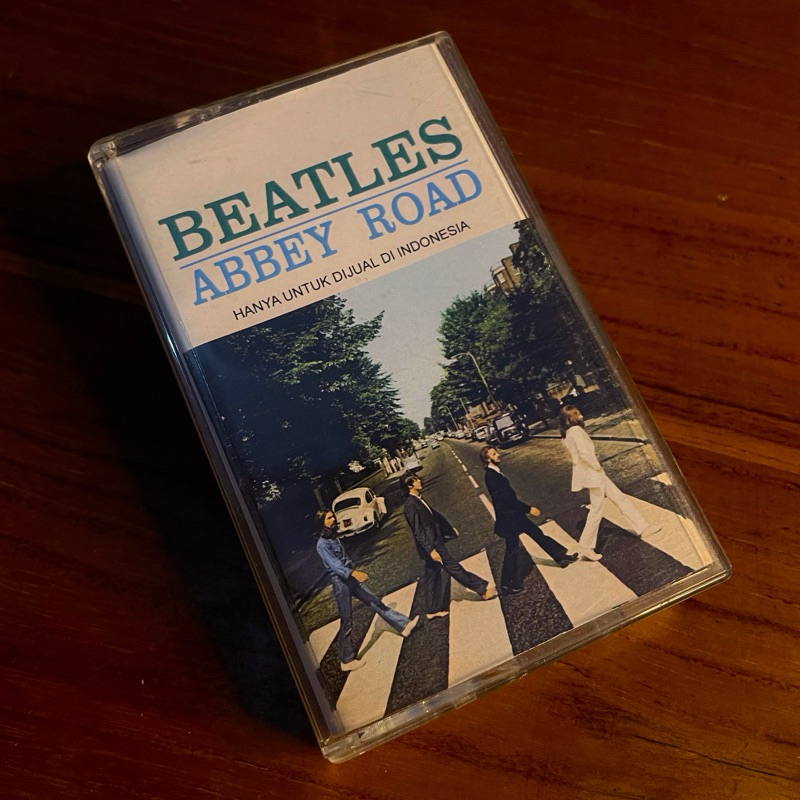 BEATLES
ABBEY ROAD
HANYA UNTUK DIJUAL DI INDONESIA